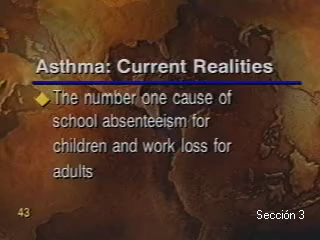 Asthma: Current Realities
The number one cause of
school absenteeism for
children and work loss for
adults
43
Sección 3